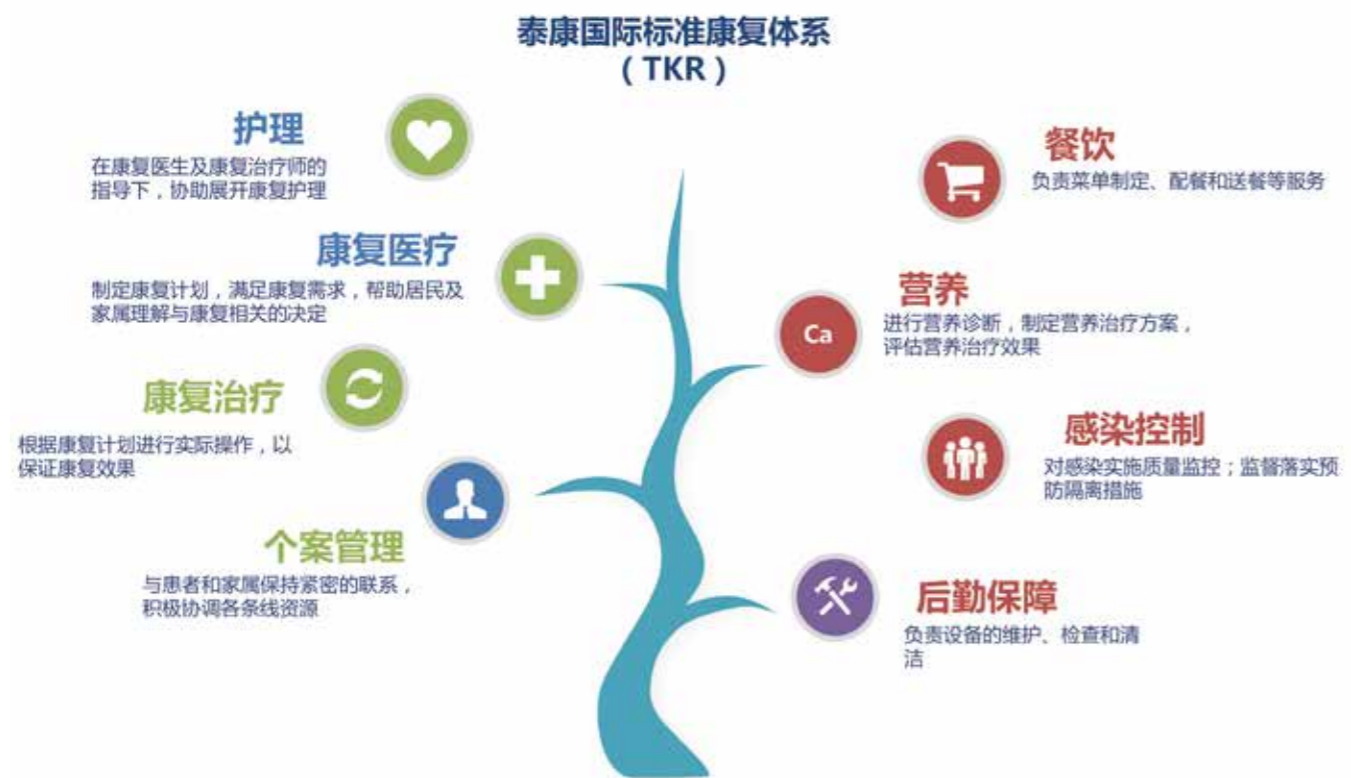 泰康国际标准康复体系
（TKR）
护理
在康复医生及康复治疗师的
指导下，协助展开康复护理
康复医疗
制定康复计划，满足康复需求，帮助居民及
家属理解与康复相关的决定
康复治疗
根据康复计划进行实际操作，以
保证康复效果
个案管理
与患者和家属保持紧密的联系，
积极协调各条线资源
餐饮
负责菜单制定、配餐和送餐等服务
Ca
营养
进行营养诊断，制定营养治疗方案，
评估营养治疗效果
感染控制
对感染实施质量监控；监督落实预
防隔离措施
后勤保障
负责设备的维护、检查和清
洁